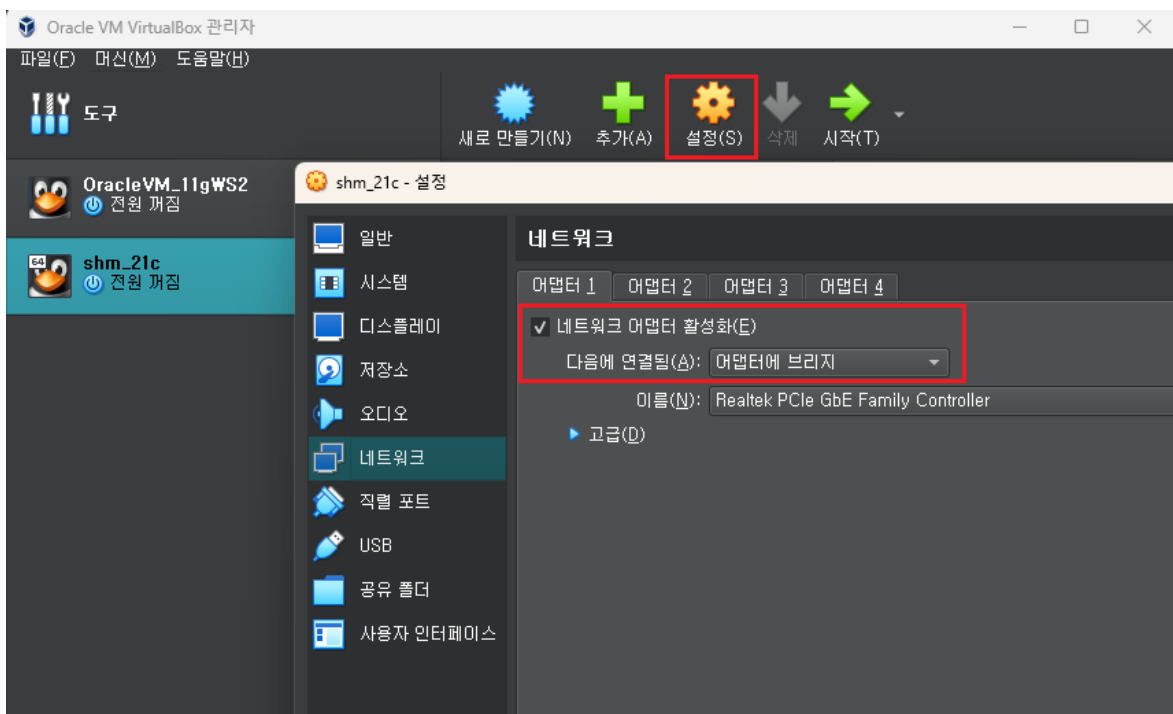 Oracle VM VirtualBox 관리자
파일(F) 머신(M) 도움말(H)
도구
새로 만들기(N) 추가(A) 설정(S) 삭제 시작(T)
OracleVM_11g₩S2
전원 꺼짐
64
shm_21c
전원 꺼짐
shm_21c - 설정
일반
시스템
디스플레이
저장소
오디오
네트워크
직렬 포트
USB
공유 폴더
사용자 인터페이스
네트워크
어댑터 1 어댑터 2 어댑터 3 어댑터 4
네트워크 어댑터 활성화(E)
다음에 연결됨(A): 어댑터에 브리지
이름(N): Realtek PCIe GbE Family Controller
고급(D)